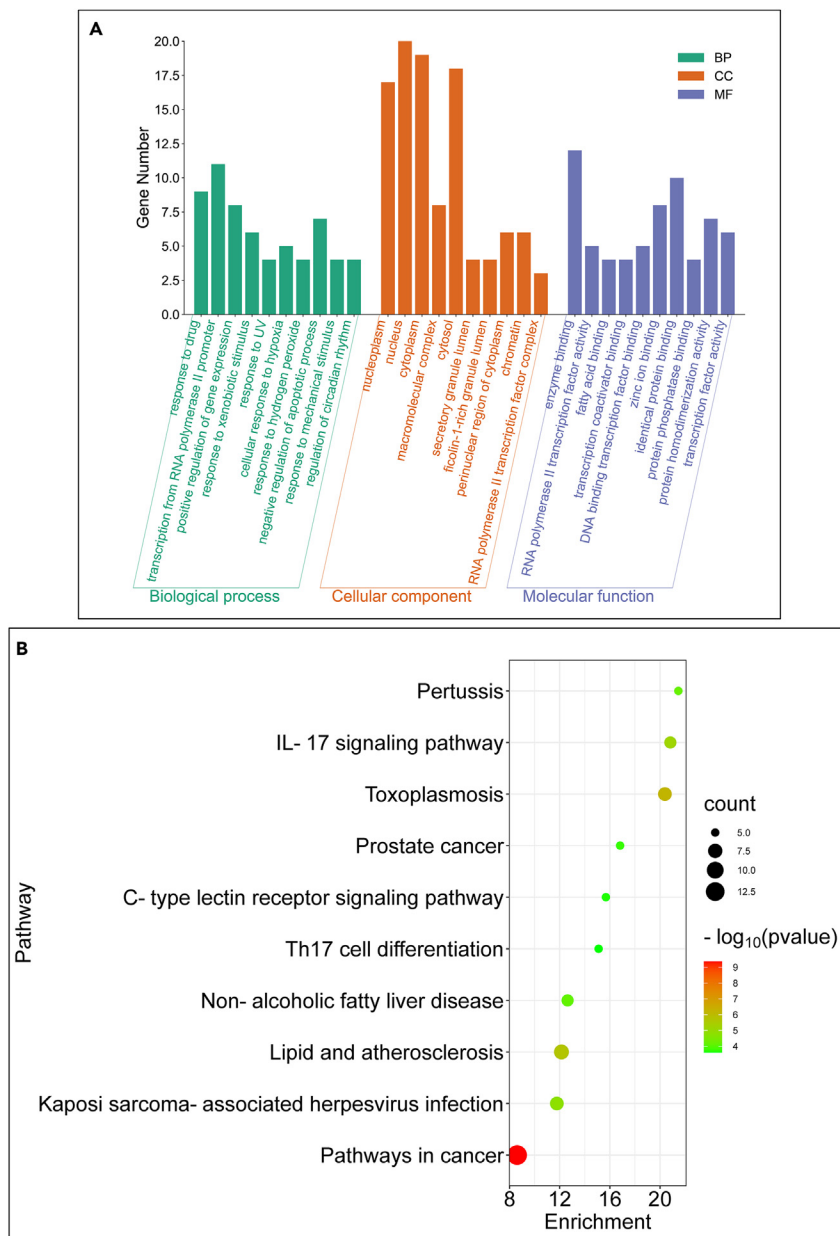 A
Gene Number
20.0
17.5
15.0
12.5
10.0
7.5
5.0
2.5
0.0
BP
CC
MF
response to drug
transcription from RNA polymerase II promoter
positive regulation of gene expression
response to xenobiotic stimulus
response to UV
cellular response to hypoxia
response to hydrogen peroxide
negative regulation of apoptotic process
response to mechanical stimulus
regulation of circadian rhythm
nucleoplasm
nucleus
cytoplasm
macromolecular complex
cytosol
secretory granule lumen
ficolin-1-rich granule lumen
perinuclear region of cytoplasm
chromatin
RNA polymerase II transcription factor complex
enzyme binding
RNA polymerase II transcription factor activity
fatty acid binding
transcription coactivator binding
DNA binding transcription factor binding
zinc ion binding
identical protein binding
protein phosphatase binding
protein homodimerization activity
transcription factor activity
Biological process
Cellular component
Molecular function
B
Pathway
Pertussis
IL- 17 signaling pathway
Toxoplasmosis
Prostate cancer
C- type lectin receptor signaling pathway
Th17 cell differentiation
Non- alcoholic fatty liver disease
Lipid and atherosclerosis
Kaposi sarcoma- associated herpesvirus infection
Pathways in cancer
8 12 16 20
Enrichment
count
5.0
7.5
10.0
12.5
- log₁₀(pvalue)
9
8
7
6
5
4